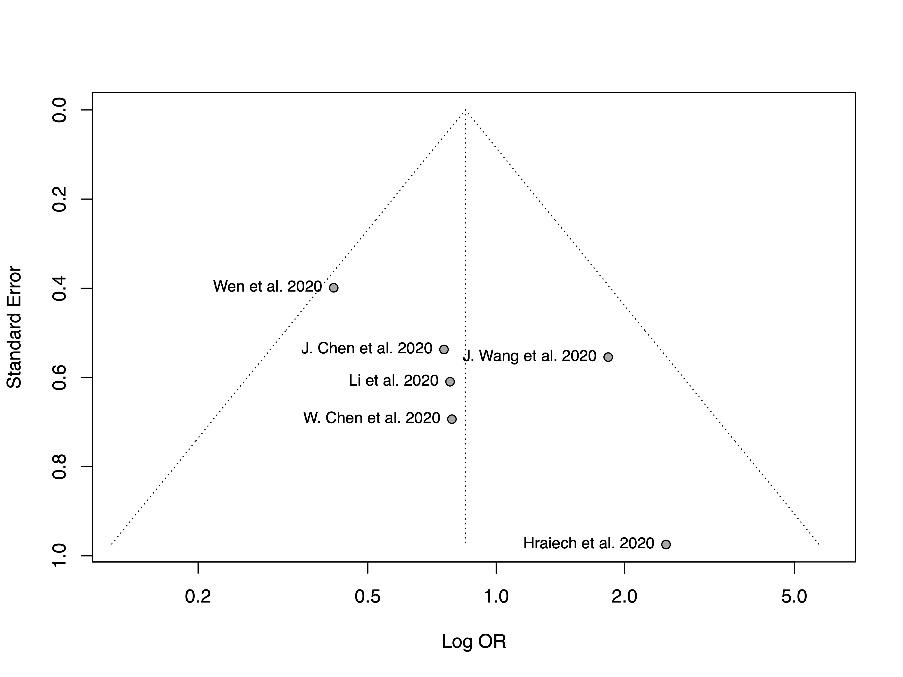 0.0
0.2
0.4
0.6
0.8
1.0
Standard Error
Wen et al. 2020
J. Chen et al. 2020
J. Wang et al. 2020
Li et al. 2020
W. Chen et al. 2020
Hraiech et al. 2020
0.2 0.5 1.0 2.0 5.0
Log OR